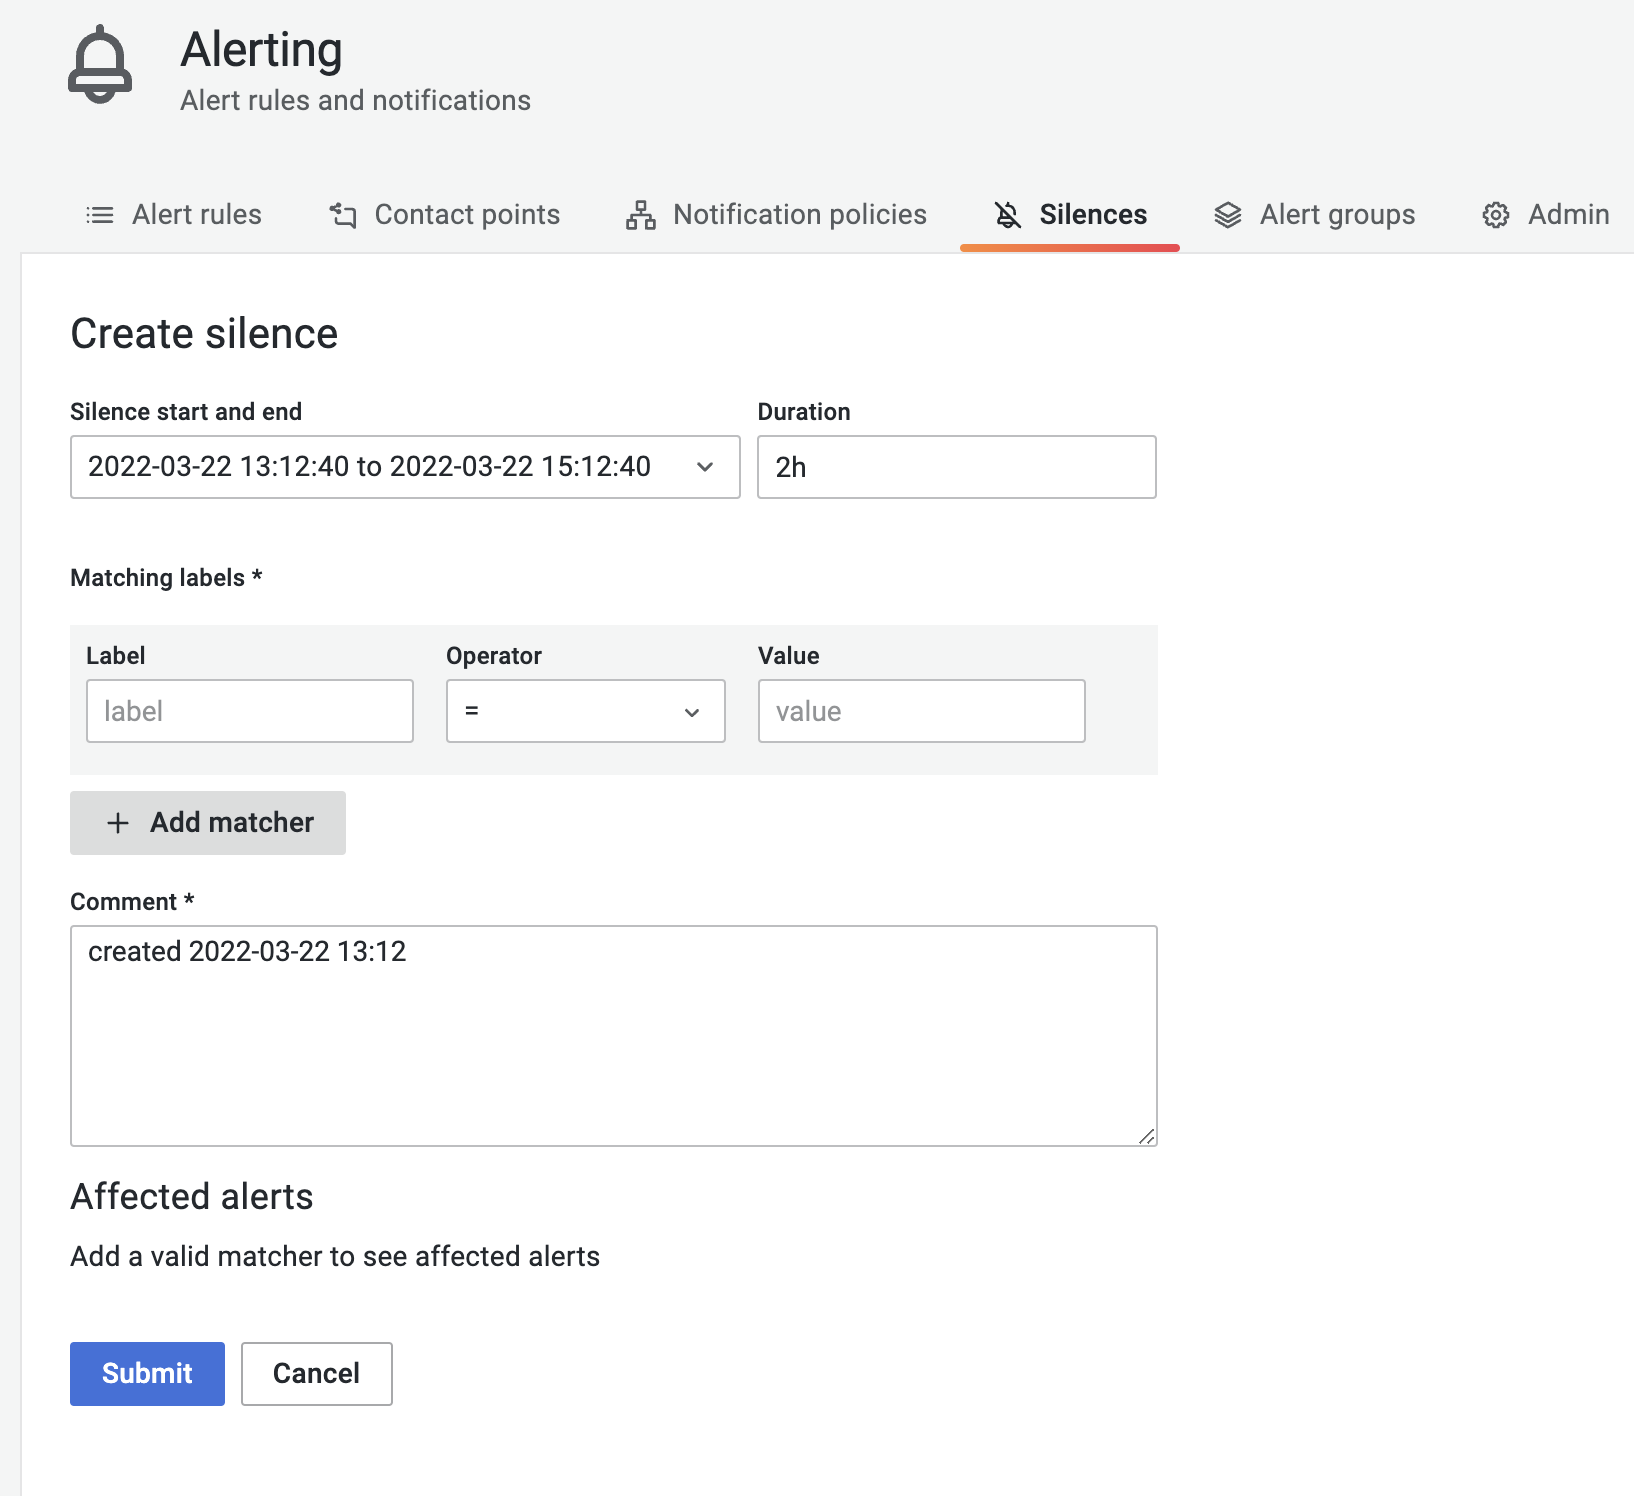 Alerting
Alert rules and notifications
Alert rules Contact points Notification policies Silences Alert groups Admin
Create silence
Silence start and end Duration
2022-03-22 13:12:40 to 2022-03-22 15:12:40 2h
Matching labels *
Label Operator Value
label = value
+ Add matcher
Comment *
created 2022-03-22 13:12
Affected alerts
Add a valid matcher to see affected alerts
Submit Cancel